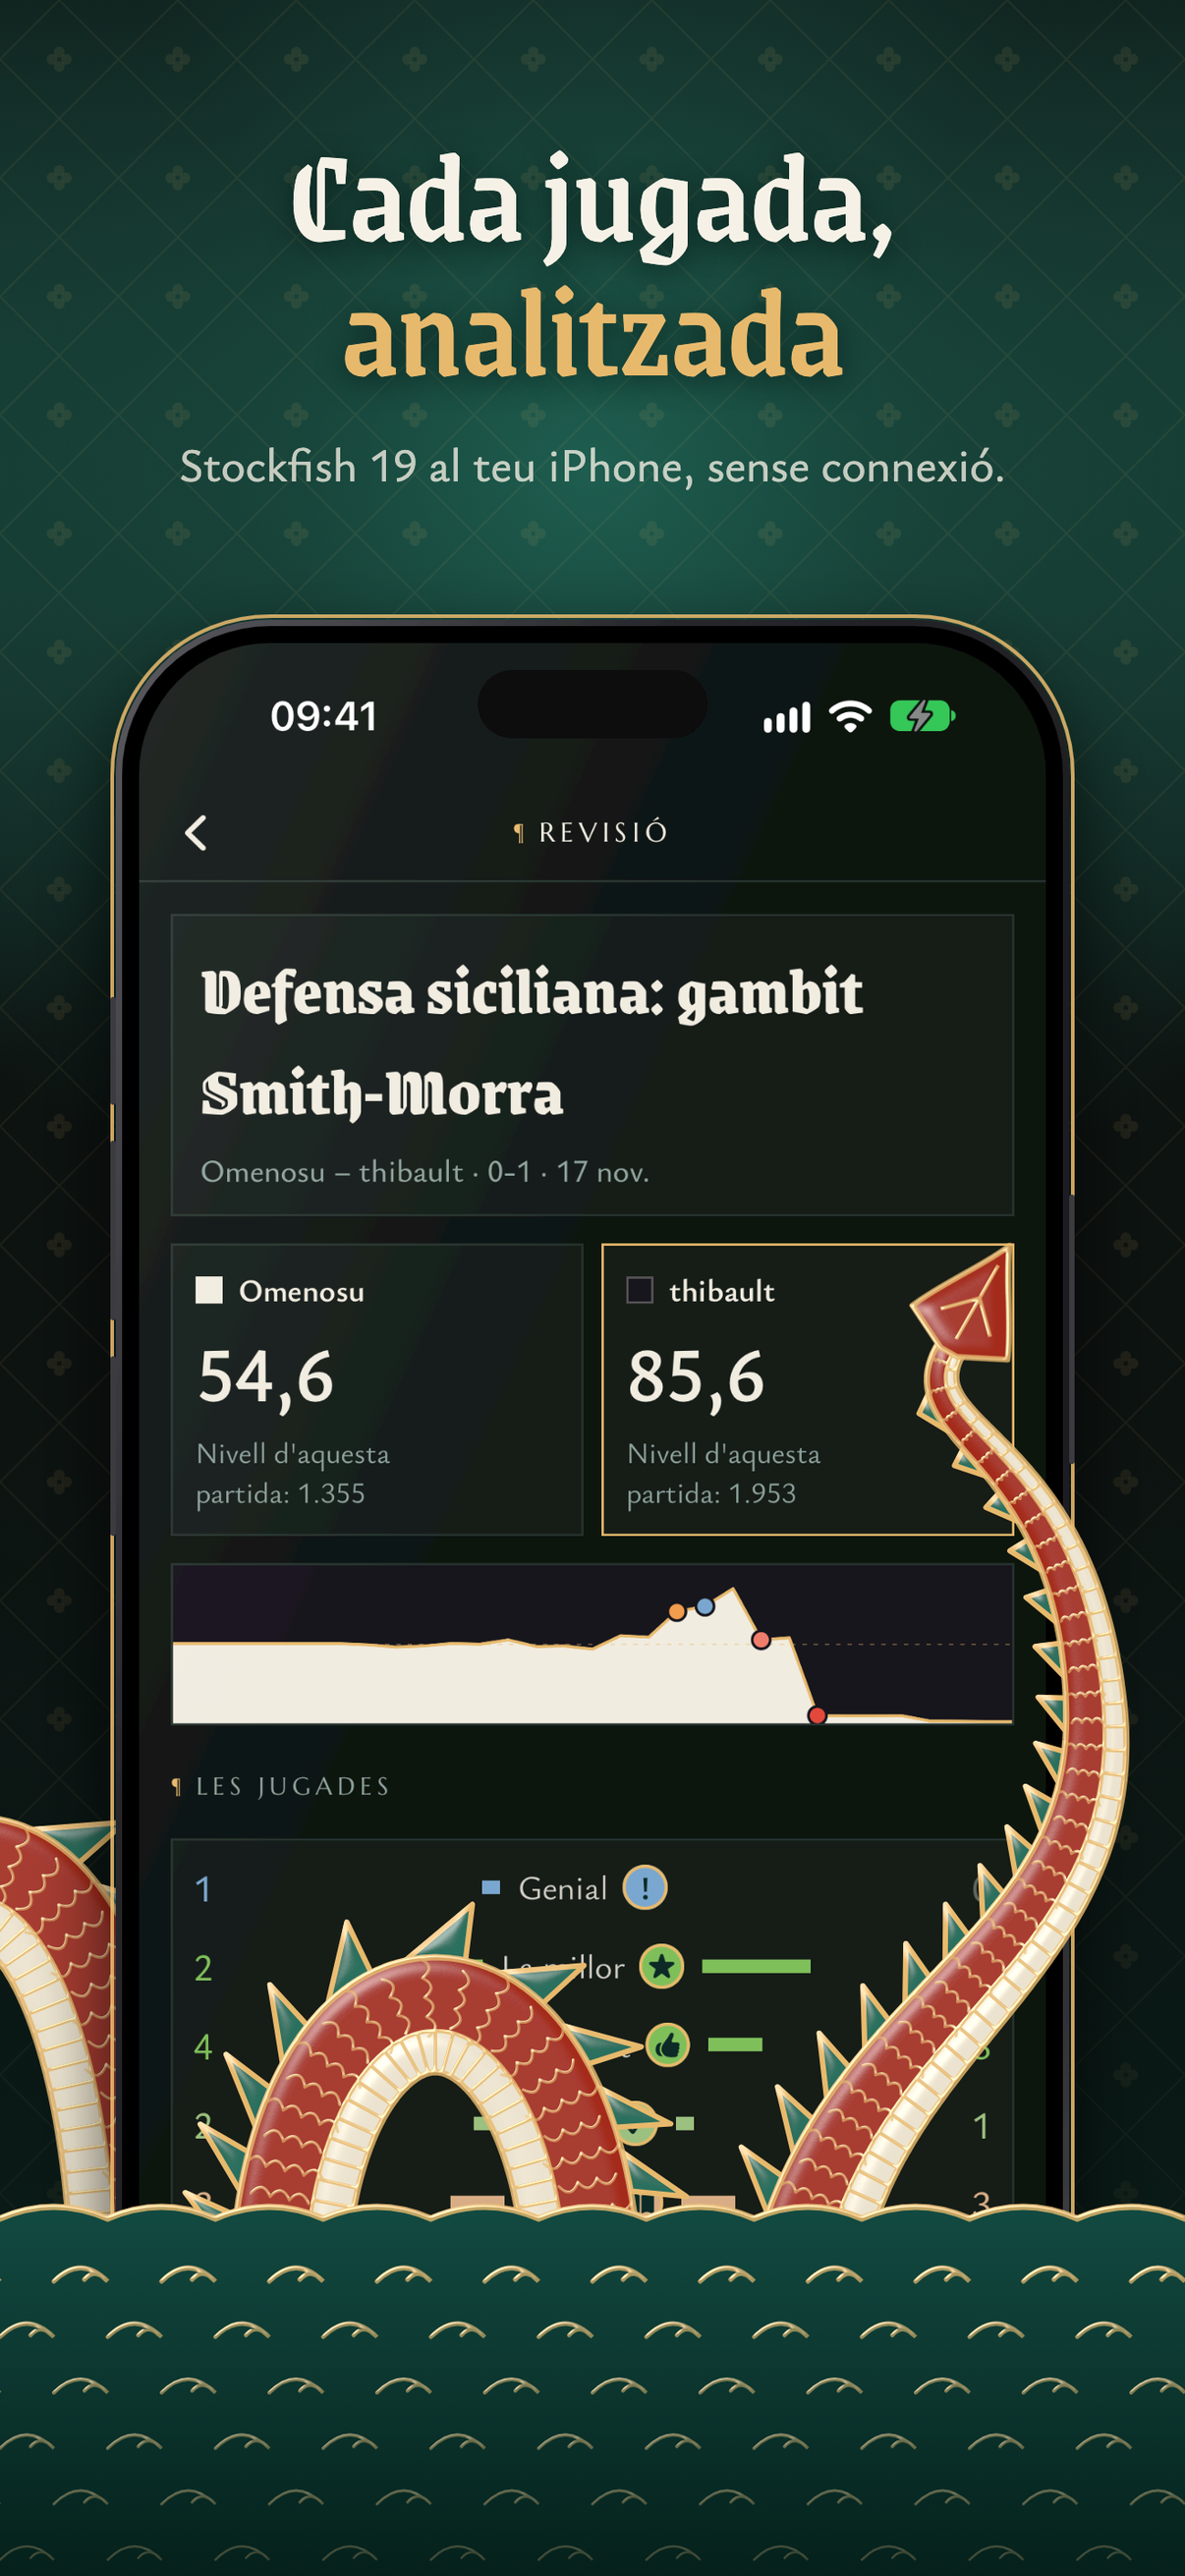 Cada jugada,
analitzada
Stockfish 19 al teu iPhone, sense connexió.
09:41
¶ REVISIÓ
Defensa siciliana: gambit
Smith-Morra
Omenosu – thibault · 0-1 · 17 nov.
Omenosu
54,6
Nivell d'aquesta
partida: 1.355
thibault
85,6
Nivell d'aquesta
partida: 1.953
¶ LES JUGADES
1 Genial !
2
4
2 1
3